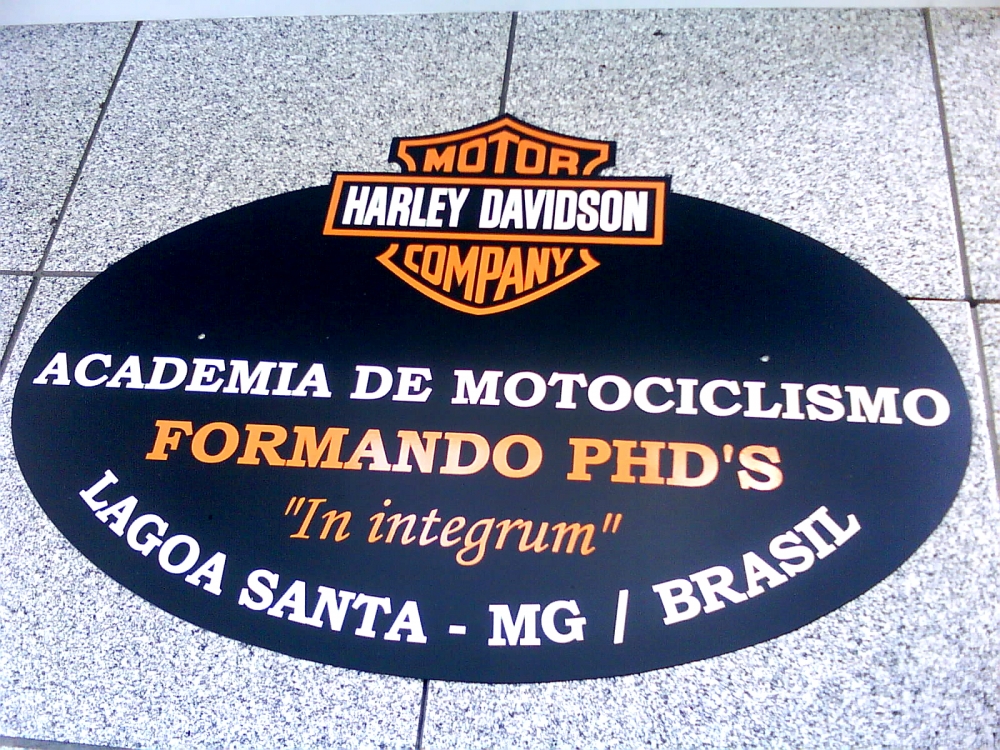 MOTOR
HARLEY DAVIDSON
COMPANY
ACADEMIA DE MOTOCICLISMO
FORMANDO PHD'S
"In integrum"
LAGOA SANTA - MG / BRASIL